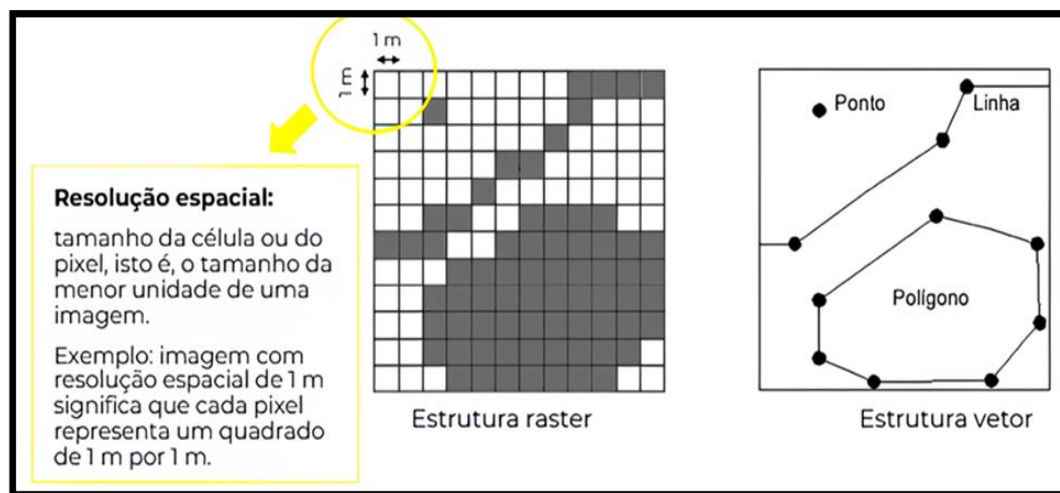 1 m
1 m
Resolução espacial:
tamanho da célula ou do
pixel, isto é, o tamanho da
menor unidade de uma
imagem.
Exemplo: imagem com
resolução espacial de 1 m
significa que cada pixel
representa um quadrado
de 1 m por 1 m.
Estrutura raster
Ponto
Linha
Polígono
Estrutura vetor